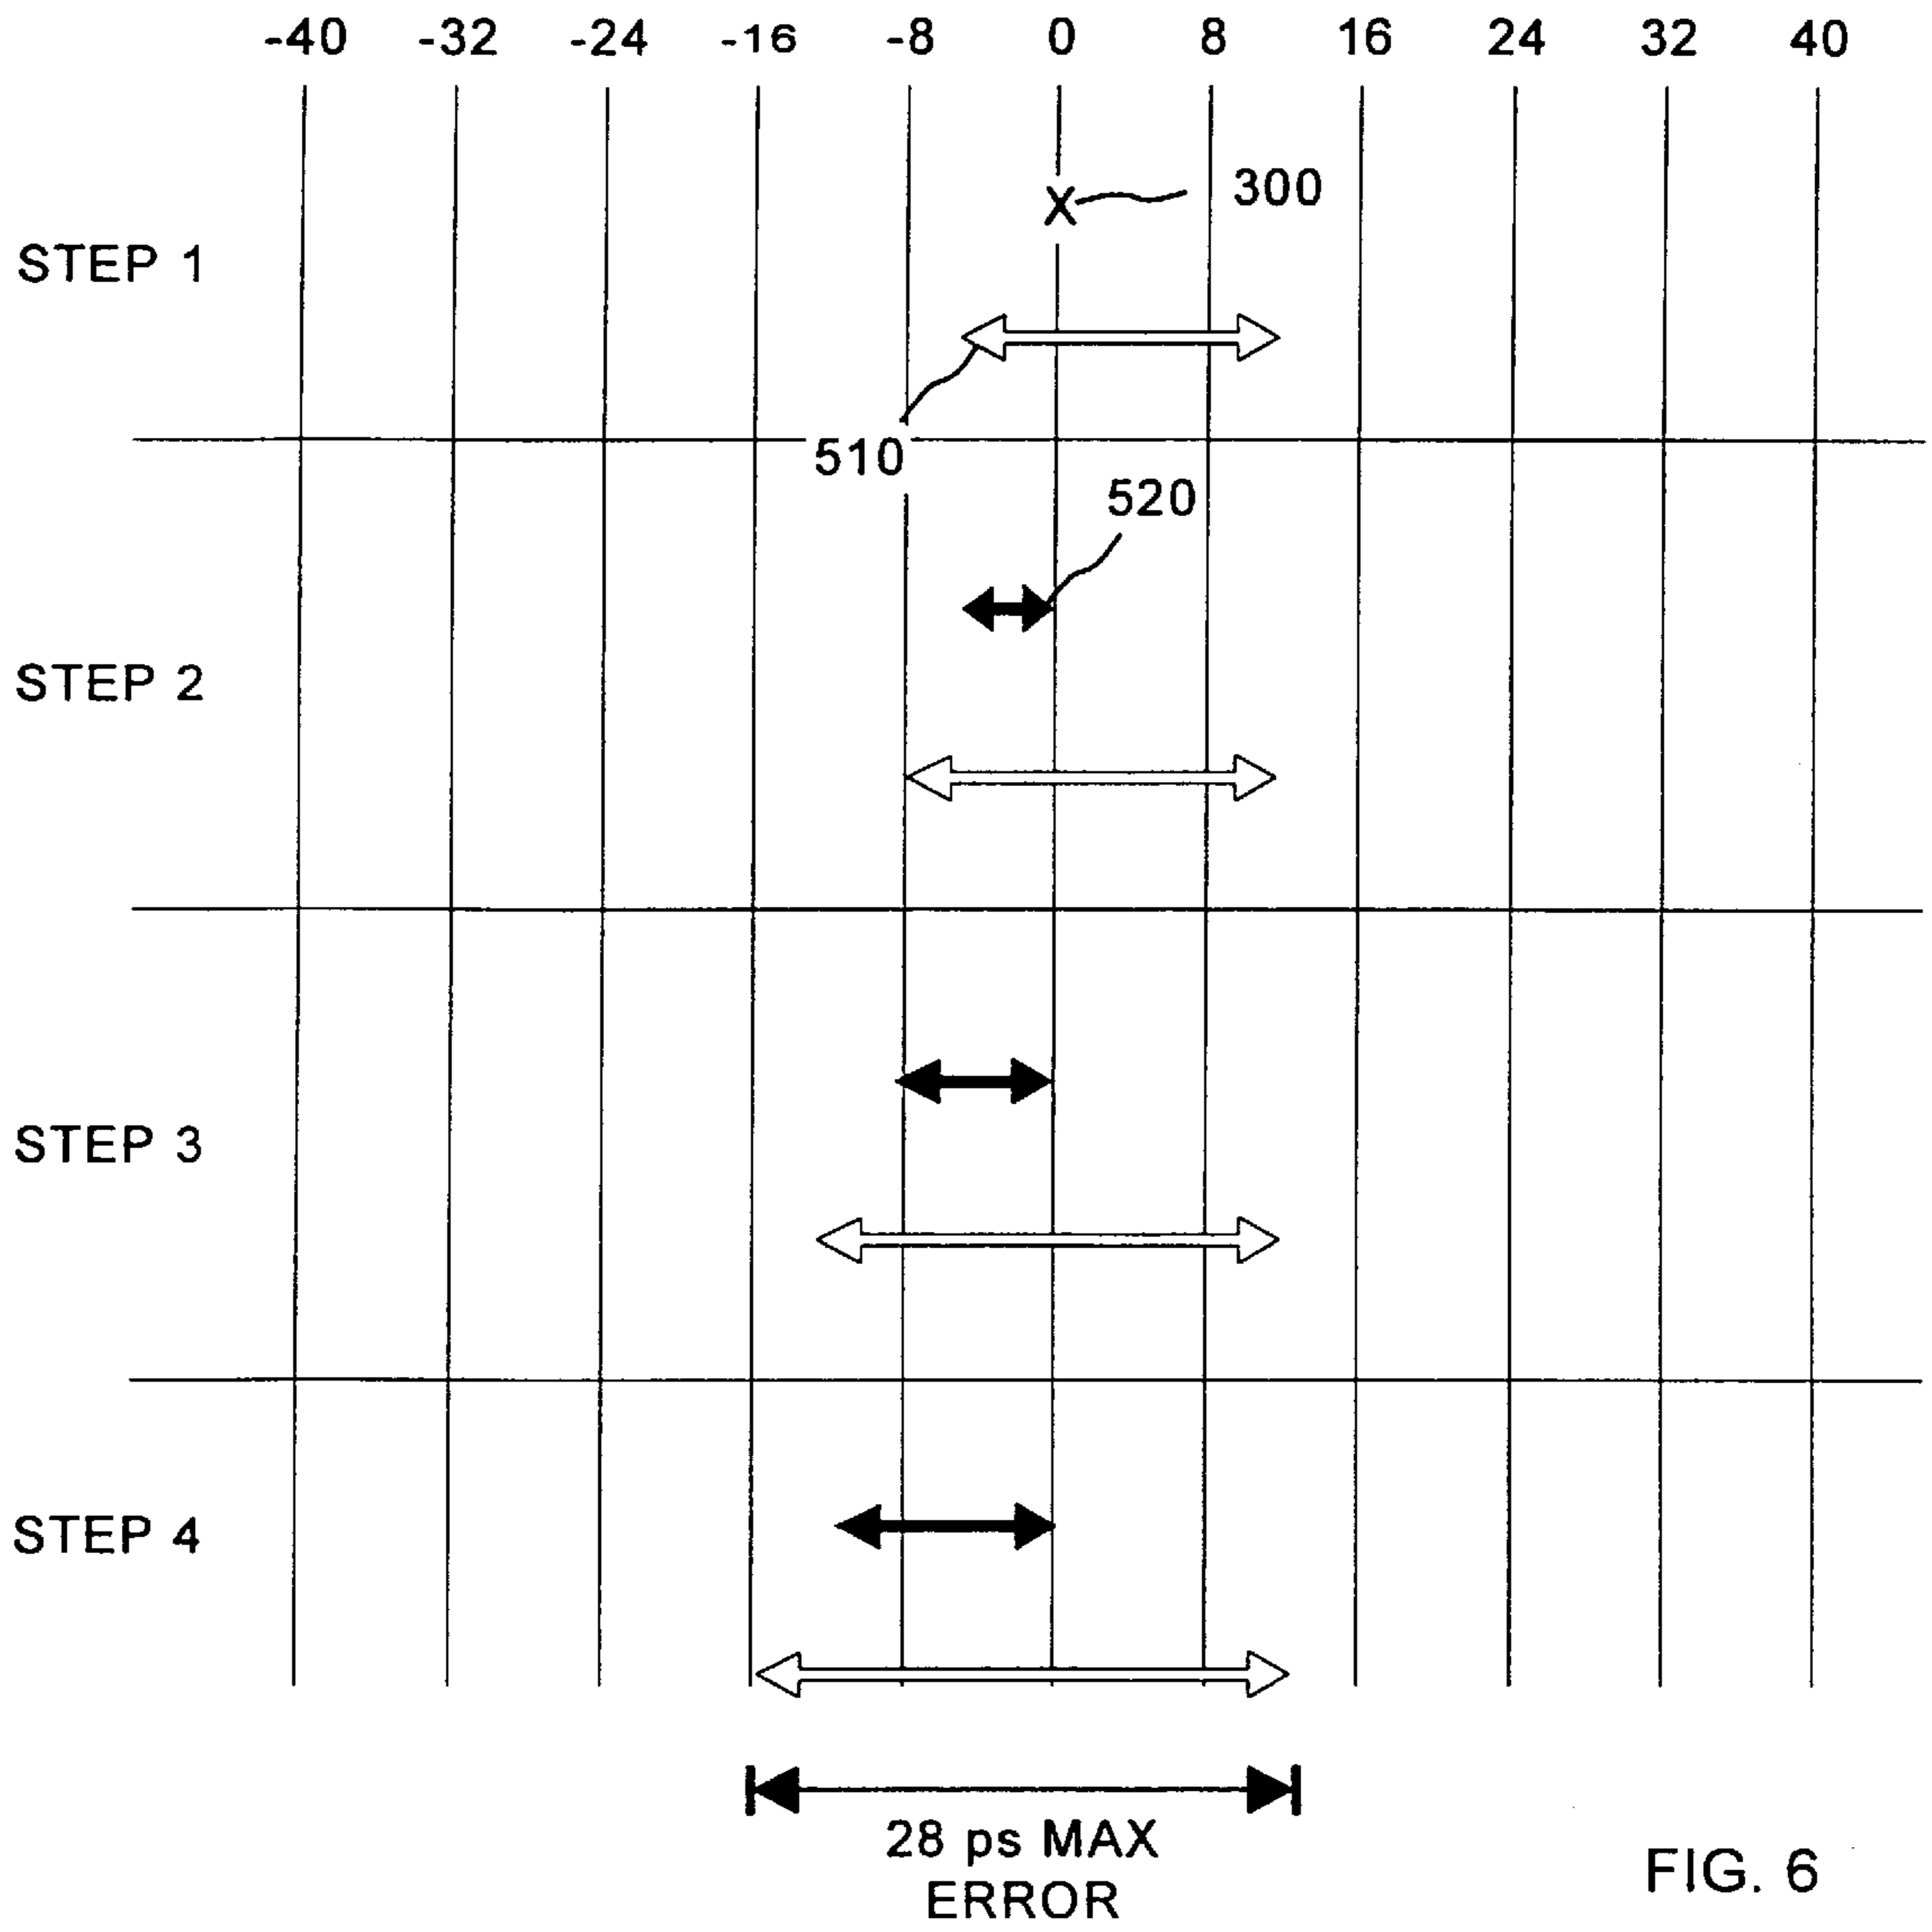 -40 -32 -24 -16 -8 0 8 16 24 32 40
300
STEP 1
510
520
STEP 2
STEP 3
STEP 4
28 ps MAX
ERROR
FIG. 6